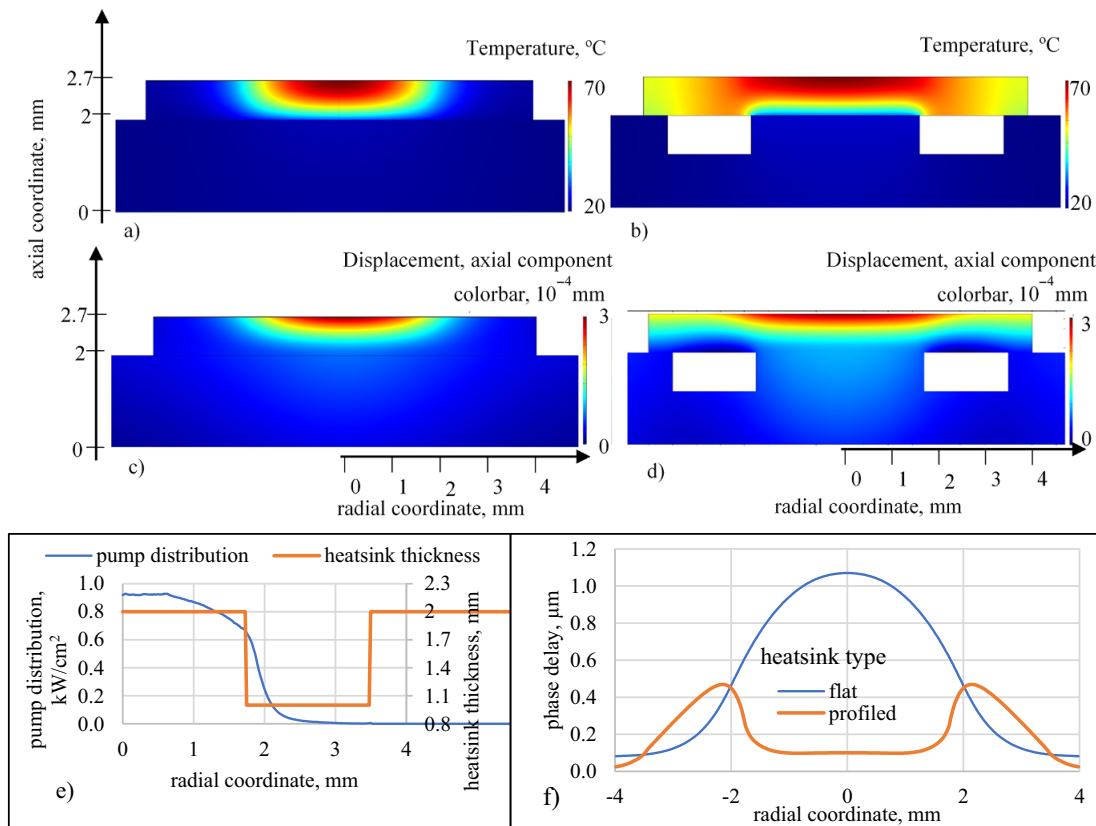 Temperature, ºC
Temperature, ºC
axial coordinate, mm
2.7
2
0
70
20
70
20
a)
b)
Displacement, axial component
colorbar, 10⁻⁴ mm
Displacement, axial component
colorbar, 10⁻⁴ mm
2.7
2
0
3
0
3
0
c)
d)
0 1 2 3 4
radial coordinate, mm
0 1 2 3 4
radial coordinate, mm
pump distribution
heatsink thickness
pump distribution,
kW/cm²
1.0
0.8
0.6
0.4
0.2
0.0
2.3
2
1.7
1.4
1.1
0.8
heatsink thickness, mm
0 1 2 3 4
radial coordinate, mm
e)
phase delay, µm
1.2
1.0
0.8
0.6
0.4
0.2
0.0
heatsink type
flat
profiled
-4 -2 0 2 4
radial coordinate, mm
f)